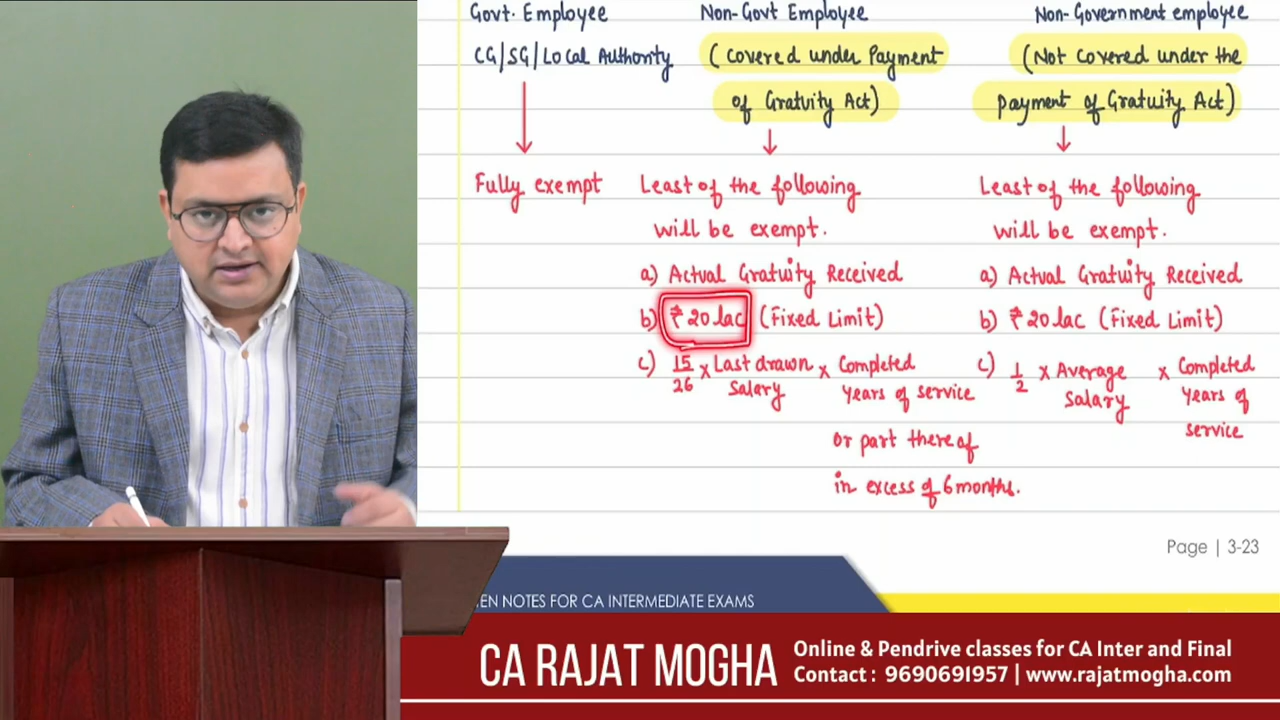 Govt. Employee
CG/SG/Local Authority
Fully exempt
Non-Govt Employee
(Covered under Payment
of Gratuity Act)
Least of the following
will be exempt.
a) Actual Gratuity Received
b) ₹ 20 lac (Fixed Limit)
c) 15/26 x Last drawn Salary x Completed
years of service
or part there of
in excess of 6 months.
Non-Government employee
(Not Covered under the
payment of Gratuity Act)
Least of the following
will be exempt.
a) Actual Gratuity Received
b) ₹ 20 lac (Fixed Limit)
c) 1/2 x Average Salary x Completed
years of
service
Page | 3-23
NOTES FOR CA INTERMEDIATE EXAMS
CA RAJAT MOGHA
Online & Pendrive classes for CA Inter and Final
Contact : 9690691957 | www.rajatmogha.com